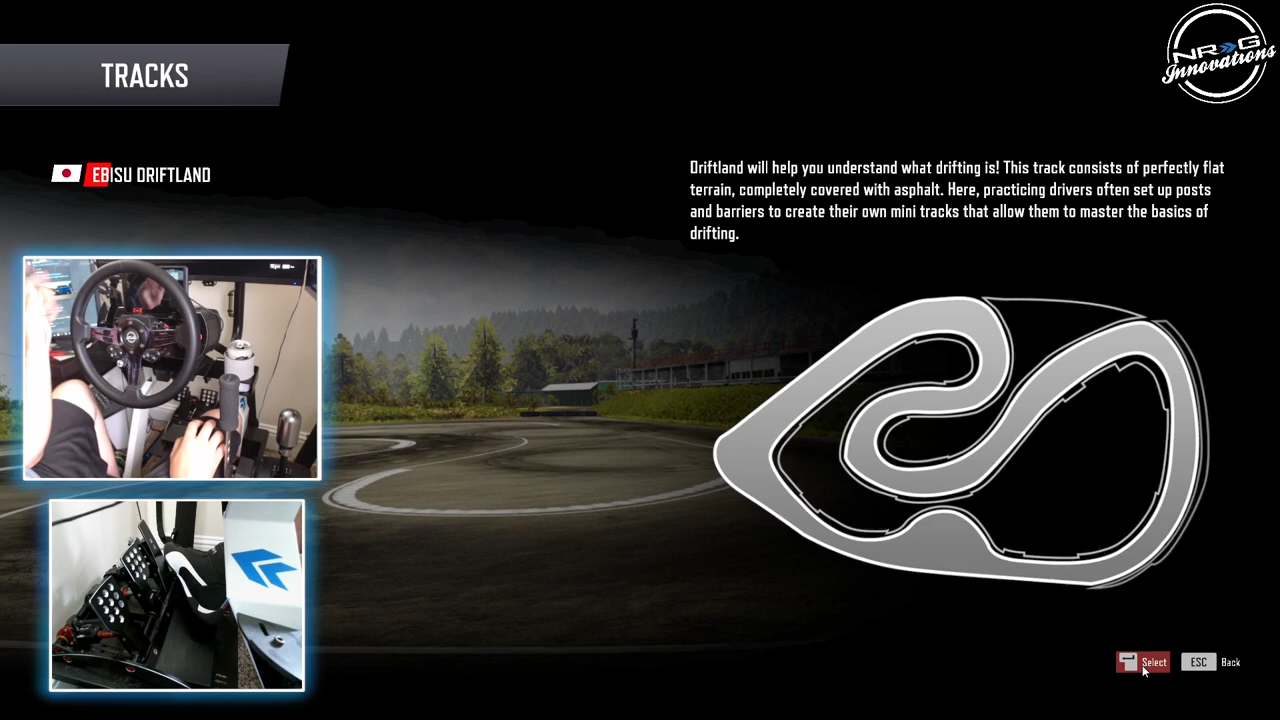 NRG
Innovations
TRACKS
EBISU DRIFTLAND
Driftland will help you understand what drifting is! This track consists of perfectly flat
terrain, completely covered with asphalt. Here, practicing drivers often set up posts
and barriers to create their own mini tracks that allow them to master the basics of
drifting.
Select
ESC
Back